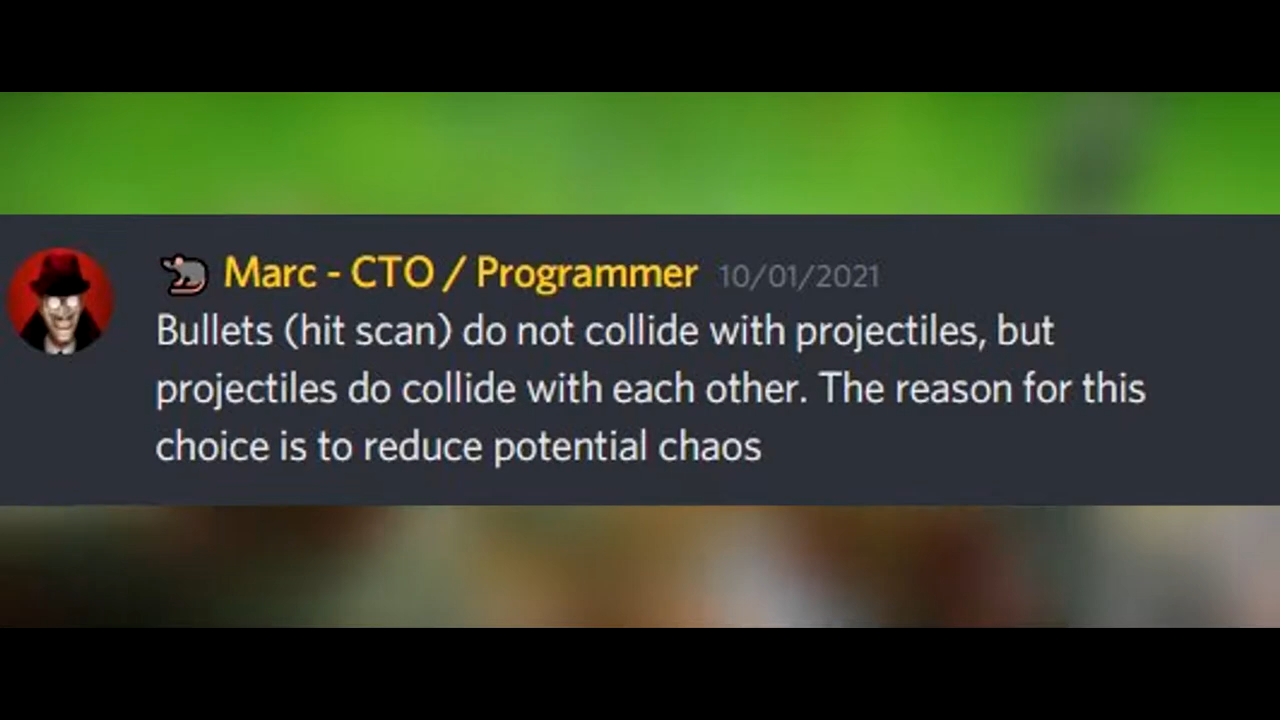 Marc - CTO / Programmer 10/01/2021
Bullets (hit scan) do not collide with projectiles, but
projectiles do collide with each other. The reason for this
choice is to reduce potential chaos